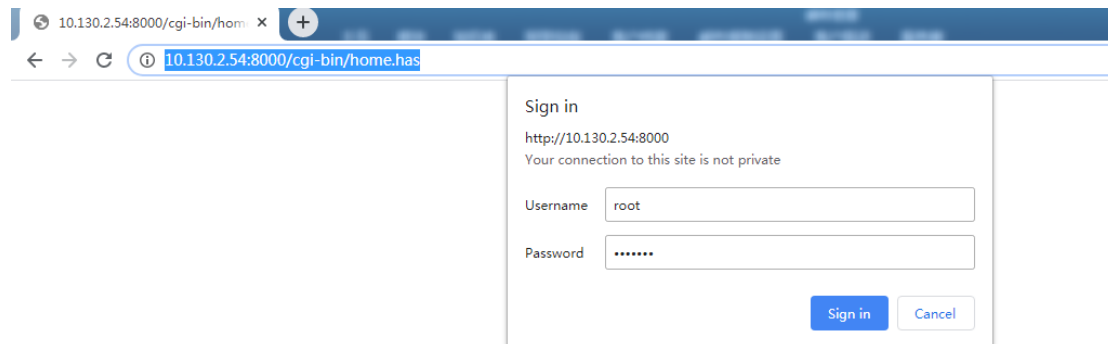 10.130.2.54:8000/cgi-bin/hom
10.130.2.54:8000/cgi-bin/home.has
Sign in
http://10.130.2.54:8000
Your connection to this site is not private
Username root
Password •••••••
Sign in Cancel